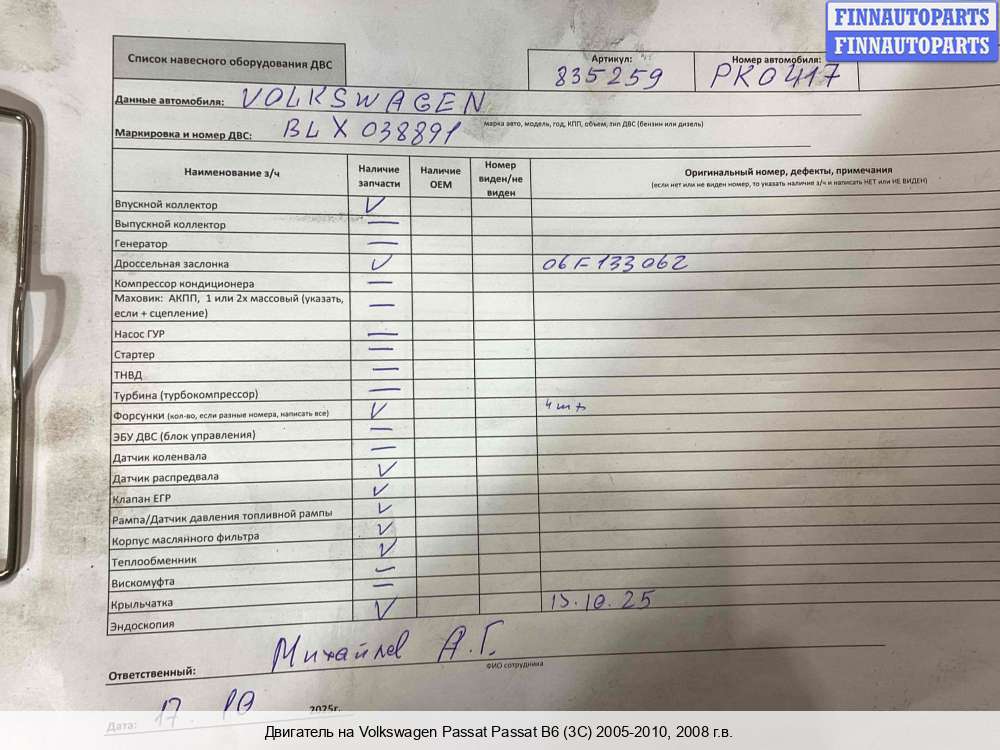 FINNAUTOPARTS
FINNAUTOPARTS
Список навесного оборудования ДВС
Артикул: 835259
Номер автомобиля: PK0417
Данные автомобиля: VOLKSWAGEN
марка авто, модель, год, КПП, объем, тип ДВС (бензин или дизель)
Маркировка и номер ДВС: BLX 038891
Наименование з/ч
Наличие запчасти
Наличие OEM
Номер виден/не виден
Оригинальный номер, дефекты, примечания
(если нет или не виден номер, то указать наличие з/ч и написать НЕТ или НЕ ВИДЕН)
Впускной коллектор ✓
Выпускной коллектор —
Генератор —
Дроссельная заслонка ✓ 06F133062
Компрессор кондиционера —
Маховик: АКПП, 1 или 2х массовый (указать,
если + сцепление) —
Насос ГУР —
Стартер —
ТНВД —
Турбина (турбокомпрессор) —
Форсунки (кол-во, если разные номера, написать все) ✓ 4шт
ЭБУ ДВС (блок управления) —
Датчик коленвала —
Датчик распредвала ✓
Клапан ЕГР ✓
Рампа/Датчик давления топливной рампы ✓
Корпус маслянного фильтра ✓
Теплообменник ✓
Вискомуфта —
Крыльчатка —
Эндоскопия ✓ 15.10.25
Ответственный: Михайлов А.Г.
ФИО сотрудника
Дата: 17 10 2025г.
Двигатель на Volkswagen Passat Passat B6 (3C) 2005-2010, 2008 г.в.